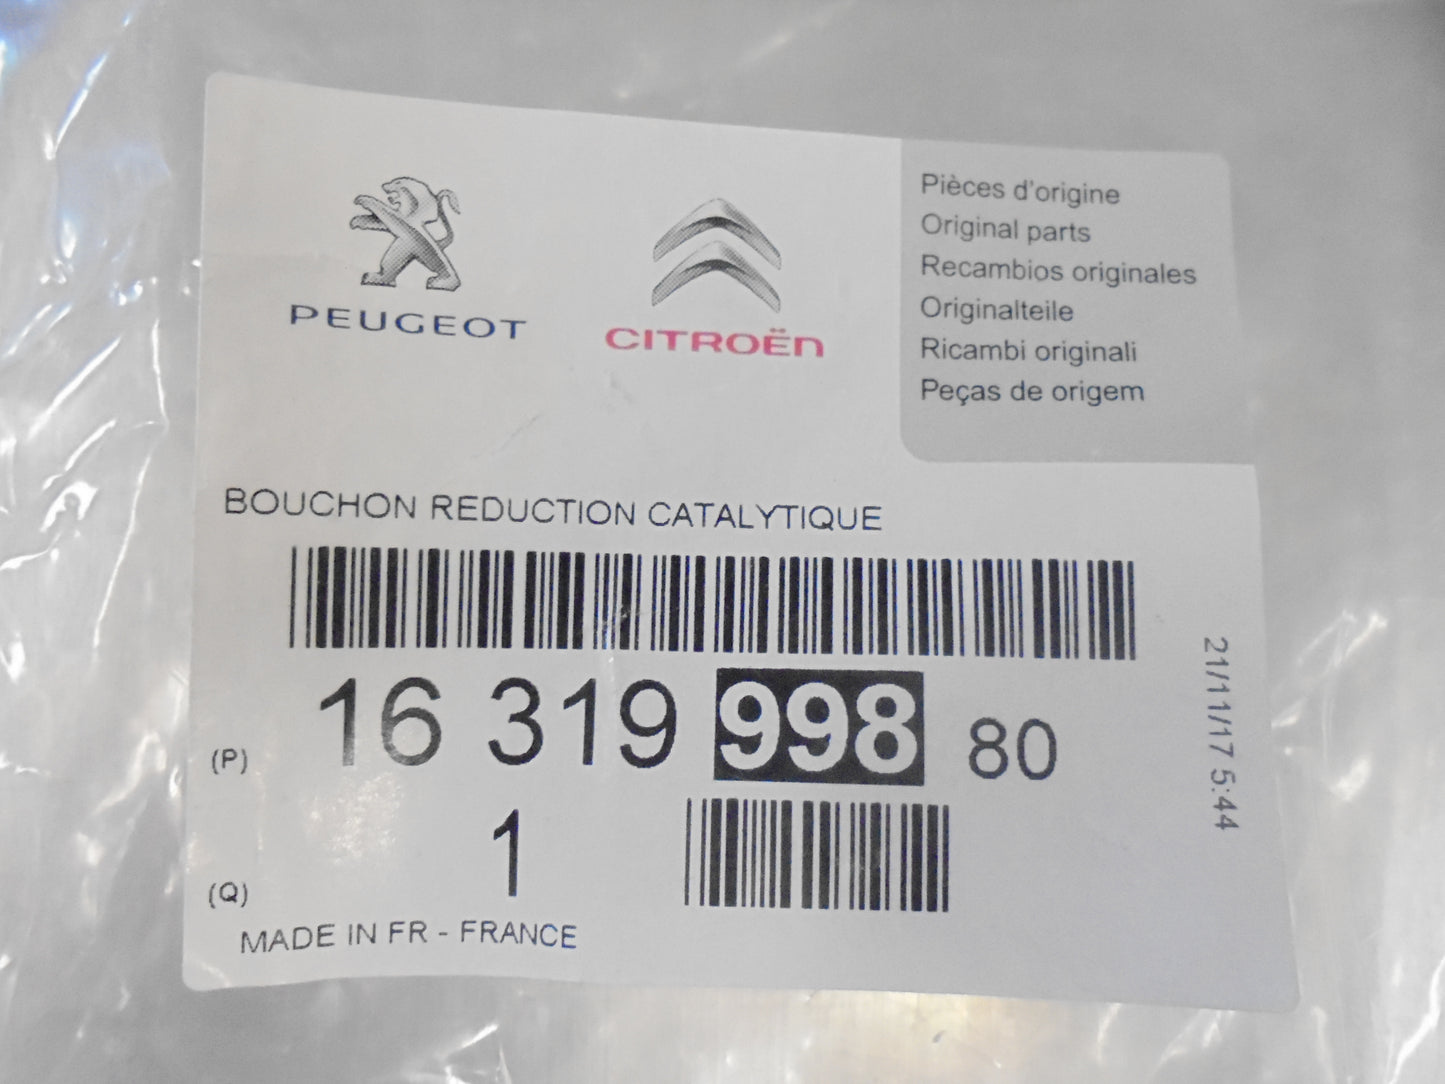 PEUGEOT
CITROËN
Pièces d'origine
Original parts
Recambios originales
Originalteile
Ricambi originali
Peças de origem
BOUCHON REDUCTION CATALYTIQUE
(P) 16 319 998 80
(Q) 1
MADE IN FR - FRANCE
21/11/17 5:44